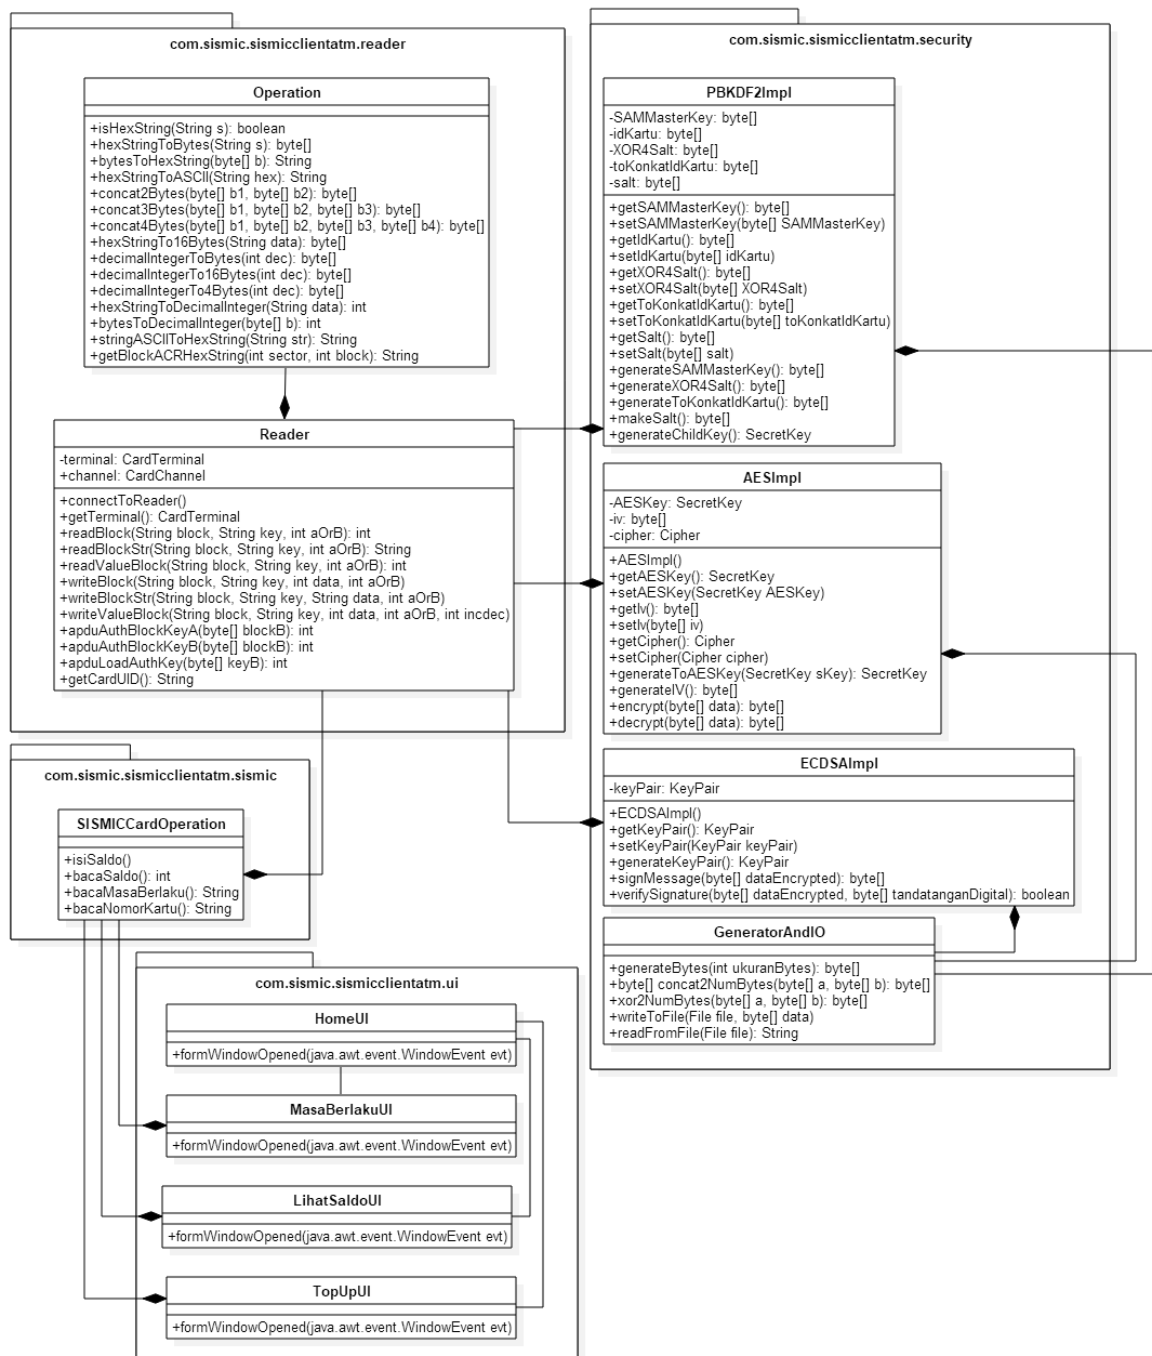 com.sismic.sismicclientatm.reader
Operation
+isHexString(String s): boolean
+hexStringToBytes(String s): byte[]
+bytesToHexString(byte[] b): String
+hexStringToASCII(String hex): String
+concat2Bytes(byte[] b1, byte[] b2): byte[]
+concat3Bytes(byte[] b1, byte[] b2, byte[] b3): byte[]
+concat4Bytes(byte[] b1, byte[] b2, byte[] b3, byte[] b4): byte[]
+hexStringTo16Bytes(String data): byte[]
+decimalIntegerToBytes(int dec): byte[]
+decimalIntegerTo16Bytes(int dec): byte[]
+decimalIntegerTo4Bytes(int dec): byte[]
+hexStringToDecimalInteger(String data): int
+bytesToDecimalInteger(byte[] b): int
+stringASCIIToHexString(String str): String
+getBlockACRHexString(int sector, int block): String
Reader
-terminal: CardTerminal
+channel: CardChannel
+connectToReader()
+getTerminal(): CardTerminal
+readBlock(String block, String key, int aOrB): int
+readBlockStr(String block, String key, int aOrB): String
+readValueBlock(String block, String key, int aOrB): int
+writeBlock(String block, String key, int data, int aOrB)
+writeBlockStr(String block, String key, String data, int aOrB)
+writeValueBlock(String block, String key, int data, int aOrB, int incdec)
+apduAuthBlockKeyA(byte[] blockB): int
+apduAuthBlockKeyB(byte[] blockB): int
+apduLoadAuthKey(byte[] keyB): int
+getCardUID(): String
com.sismic.sismicclientatm.security
PBKDF2Impl
-SAMMasterKey: byte[]
-idKartu: byte[]
-XOR4Salt: byte[]
-toKonkatIdKartu: byte[]
-salt: byte[]
+getSAMMasterKey(): byte[]
+setSAMMasterKey(byte[] SAMMasterKey)
+getIdKartu(): byte[]
+setIdKartu(byte[] idKartu)
+getXOR4Salt(): byte[]
+setXOR4Salt(byte[] XOR4Salt)
+getToKonkatIdKartu(): byte[]
+setToKonkatIdKartu(byte[] toKonkatIdKartu)
+getSalt(): byte[]
+setSalt(byte[] salt)
+generateSAMMasterKey(): byte[]
+generateXOR4Salt(): byte[]
+generateToKonkatIdKartu(): byte[]
+makeSalt(): byte[]
+generateChildKey(): SecretKey
AESImpl
-AESKey: SecretKey
-iv: byte[]
-cipher: Cipher
+AESImpl()
+getAESKey(): SecretKey
+setAESKey(SecretKey AESKey)
+getIv(): byte[]
+setIv(byte[] iv)
+getCipher(): Cipher
+setCipher(Cipher cipher)
+generateToAESKey(SecretKey sKey): SecretKey
+generateIV(): byte[]
+encrypt(byte[] data): byte[]
+decrypt(byte[] data): byte[]
ECDSAImpl
-keyPair: KeyPair
+ECDSAImpl()
+getKeyPair(): KeyPair
+setKeyPair(KeyPair keyPair)
+generateKeyPair(): KeyPair
+signMessage(byte[] dataEncrypted): byte[]
+verifySignature(byte[] dataEncrypted, byte[] tandatanganDigital): boolean
GeneratorAndIO
+generateBytes(int ukuranBytes): byte[]
+byte[] concat2NumBytes(byte[] a, byte[] b): byte[]
+xor2NumBytes(byte[] a, byte[] b): byte[]
+writeToFile(File file, byte[] data)
+readFromFile(File file): String
com.sismic.sismicclientatm.sismic
SISMICCardOperation
+isiSaldo()
+bacaSaldo(): int
+bacaMasaBerlaku(): String
+bacaNomorKartu(): String
com.sismic.sismicclientatm.ui
HomeUI
+formWindowOpened(java.awt.event.WindowEvent evt)
MasaBerlakuUI
+formWindowOpened(java.awt.event.WindowEvent evt)
LihatSaldoUI
+formWindowOpened(java.awt.event.WindowEvent evt)
TopUpUI
+formWindowOpened(java.awt.event.WindowEvent evt)